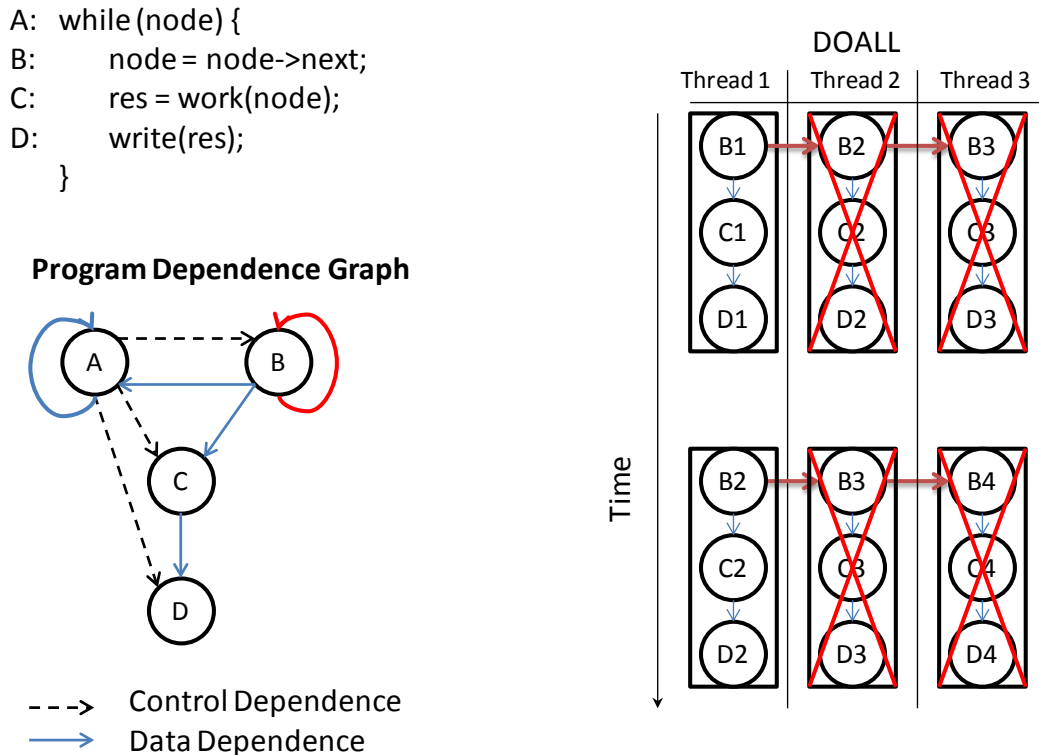 A: while (node) {
B: node = node->next;
C: res = work(node);
D: write(res);
}
Program Dependence Graph
A
B
C
D
Control Dependence
Data Dependence
DOALL
Thread 1 Thread 2 Thread 3
B1 B2 B3
C1 C2 C3
D1 D2 D3
Time
B2 B3 B4
C2 C3 C4
D2 D3 D4